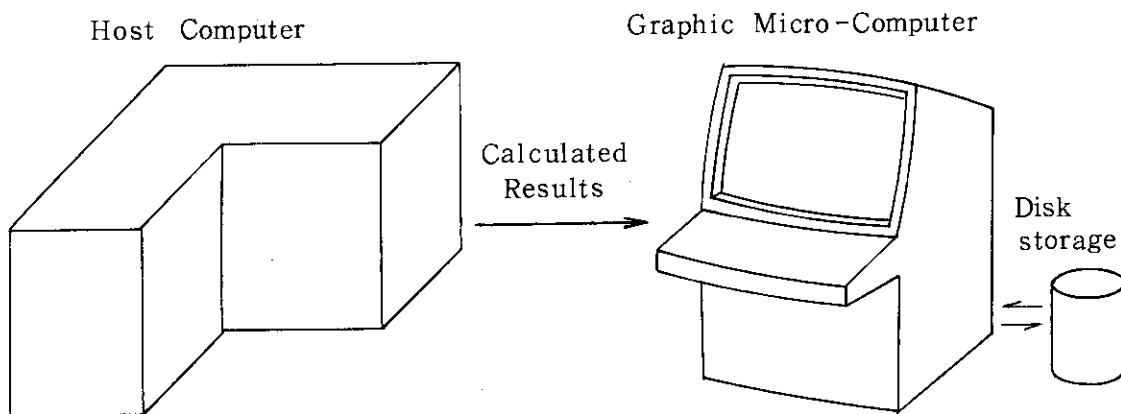 Host Computer
Graphic Micro-Computer
Calculated
Results
Disk
storage